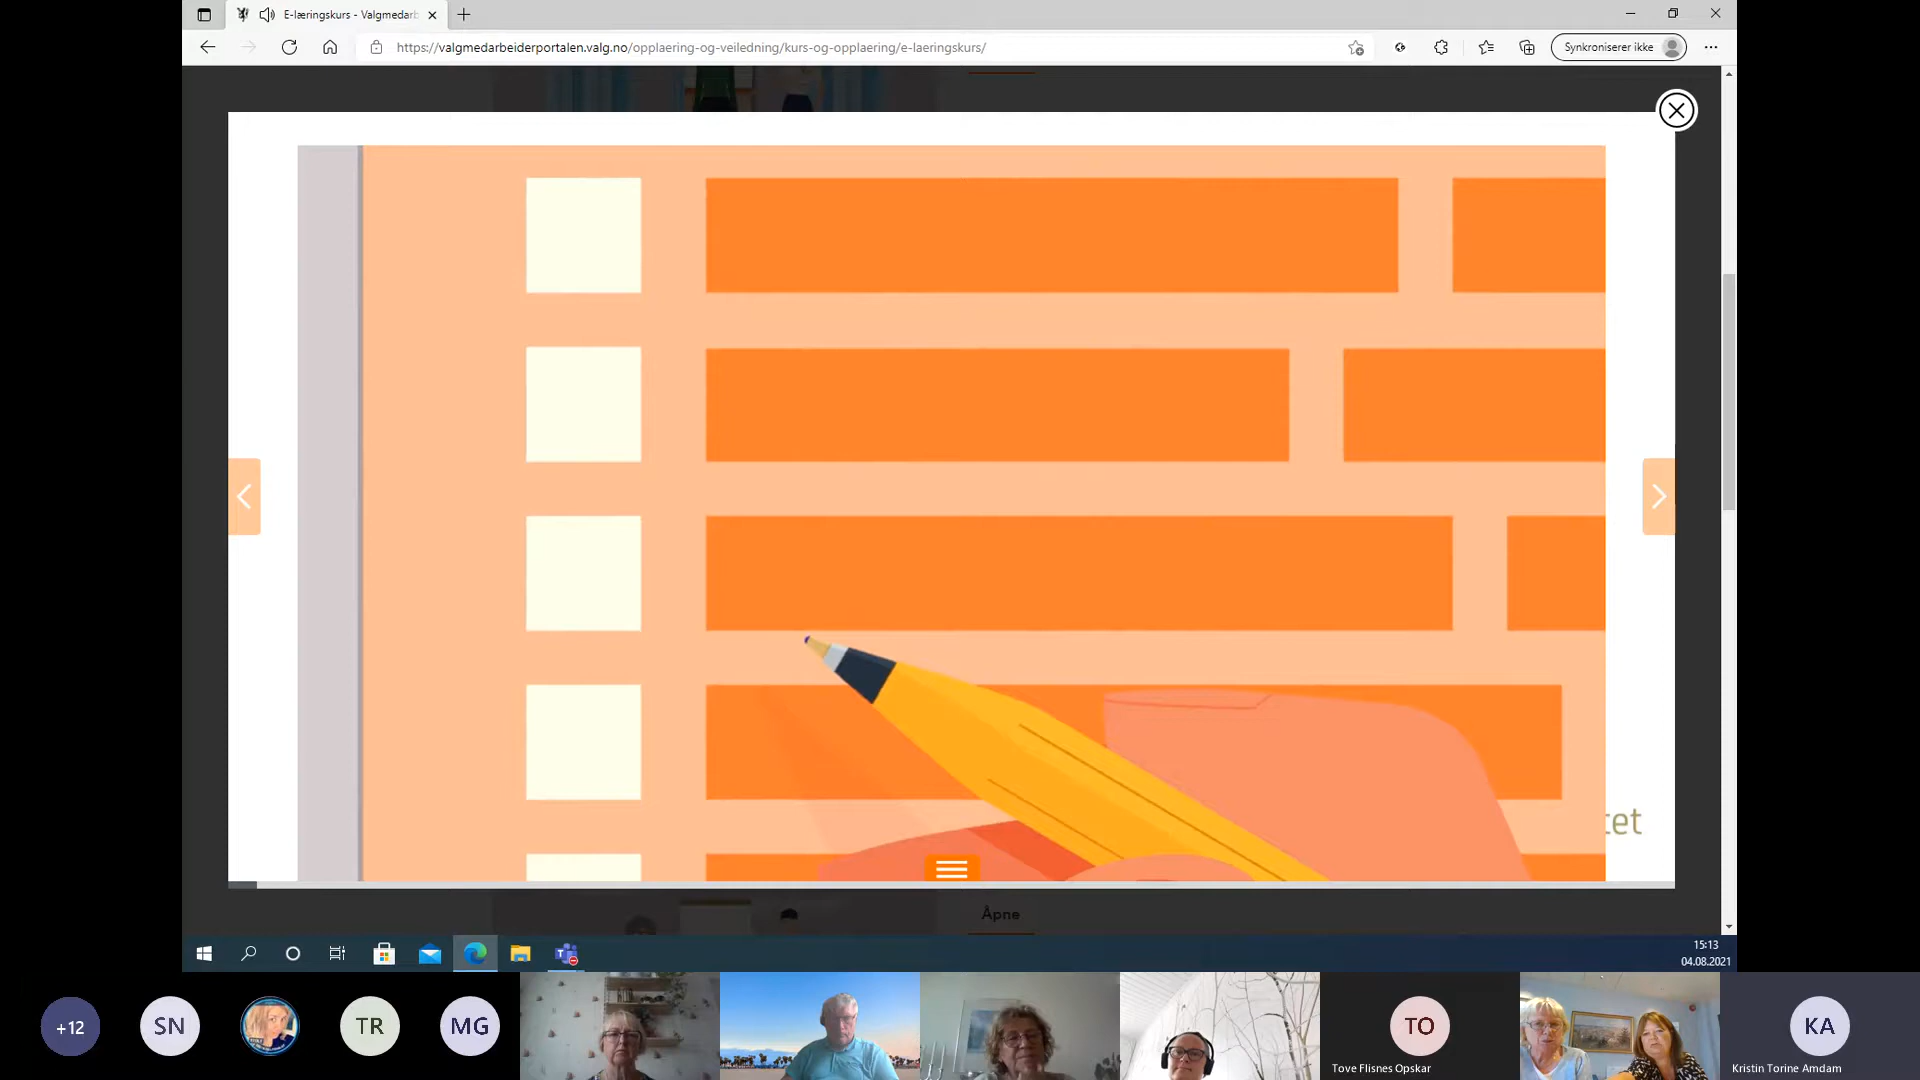 E-læringskurs - Valgmedarb
https://valgmedarbeiderportalen.valg.no/opplaering-og-veiledning/kurs-og-opplaering/e-laeringskurs/
Synkroniserer ikke
tet
Åpne
15:13
04.08.2021
+12
SN
TR
MG
TO
KA
Tove Flisnes Opskar
Kristin Torine Amdam